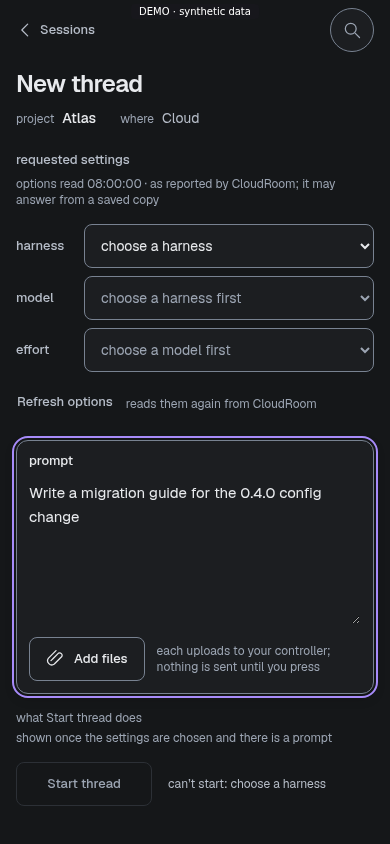 DEMO · synthetic data
Sessions
New thread
project Atlas where Cloud
requested settings
options read 08:00:00 · as reported by CloudRoom; it may
answer from a saved copy
harness choose a harness
model choose a harness first
effort choose a model first
Refresh options reads them again from CloudRoom
prompt
Write a migration guide for the 0.4.0 config
change
Add files each uploads to your controller;
nothing is sent until you press
what Start thread does
shown once the settings are chosen and there is a prompt
Start thread can't start: choose a harness